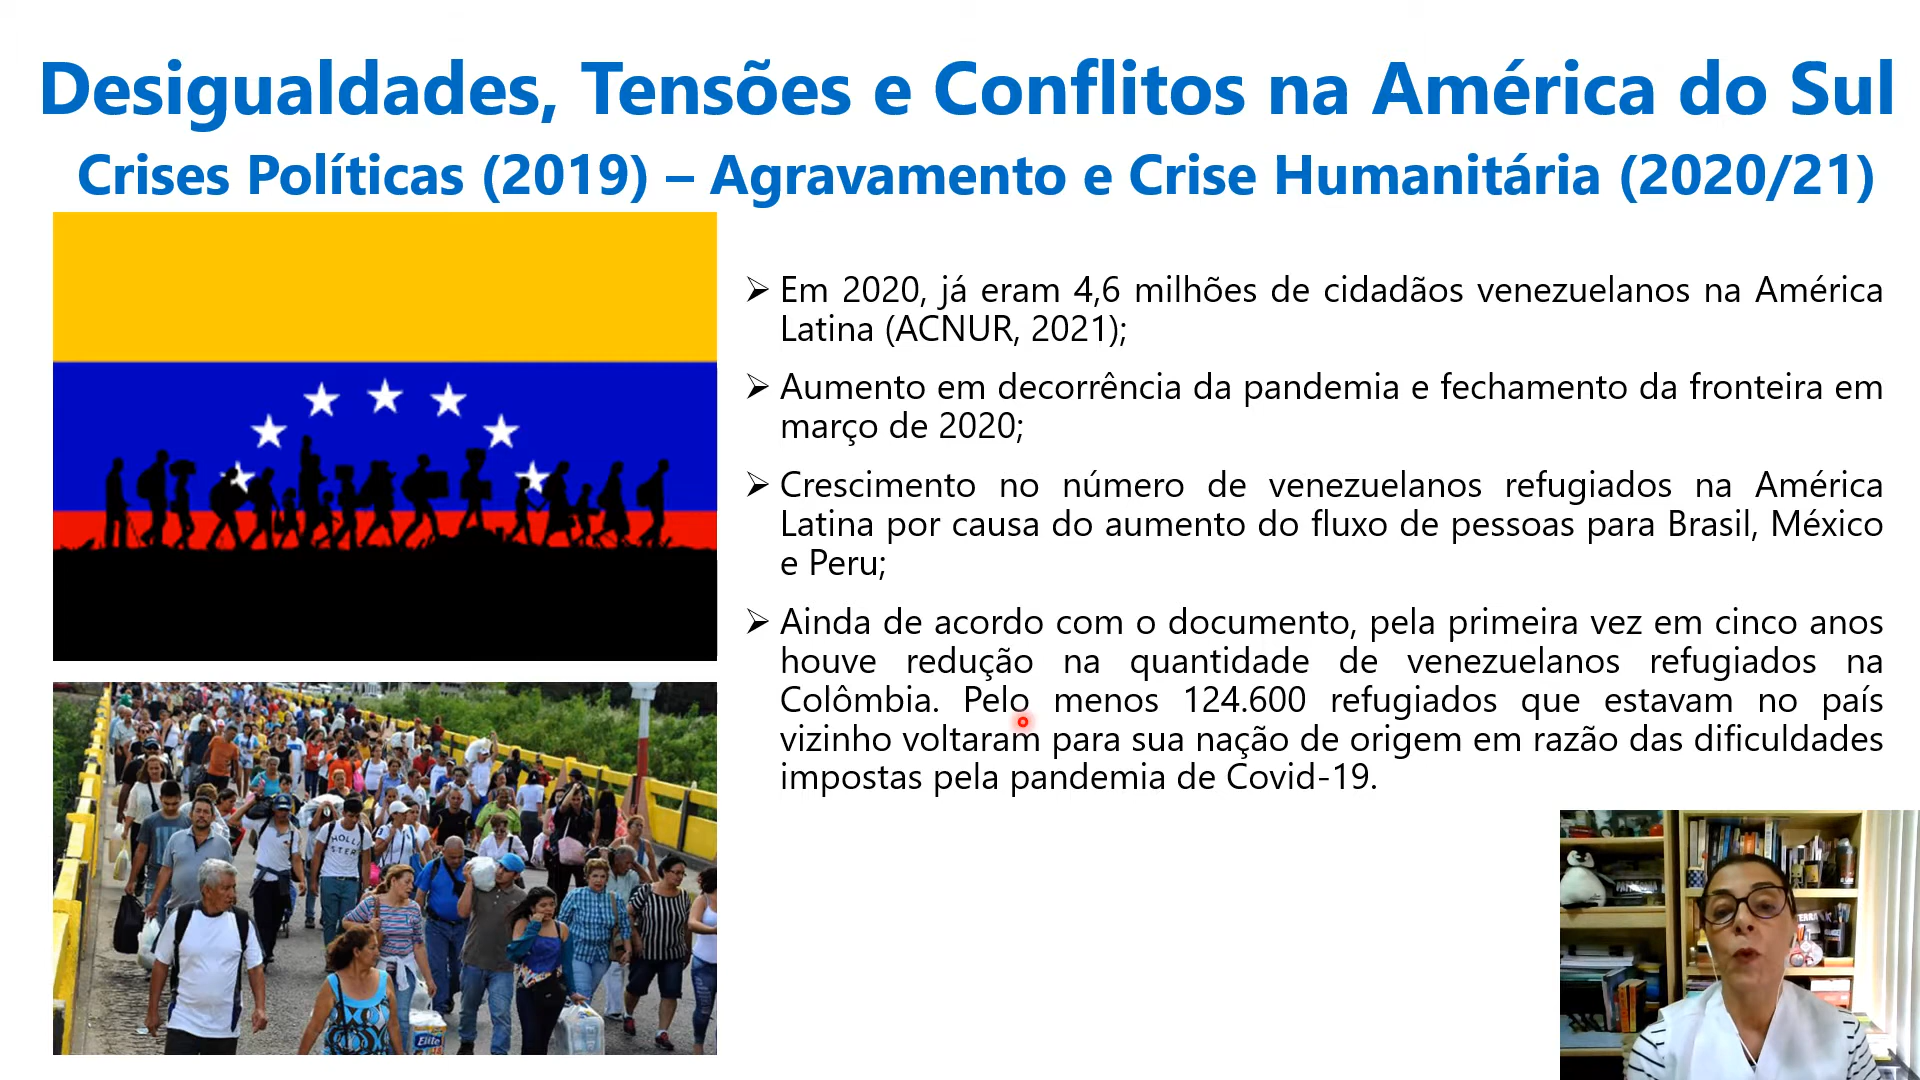 Desigualdades, Tensões e Conflitos na América do Sul
Crises Políticas (2019) – Agravamento e Crise Humanitária (2020/21)
Em 2020, já eram 4,6 milhões de cidadãos venezuelanos na América
Latina (ACNUR, 2021);
Aumento em decorrência da pandemia e fechamento da fronteira em
março de 2020;
Crescimento no número de venezuelanos refugiados na América
Latina por causa do aumento do fluxo de pessoas para Brasil, México
e Peru;
Ainda de acordo com o documento, pela primeira vez em cinco anos
houve redução na quantidade de venezuelanos refugiados na
Colômbia. Pelo menos 124.600 refugiados que estavam no país
vizinho voltaram para sua nação de origem em razão das dificuldades
impostas pela pandemia de Covid-19.
Elite